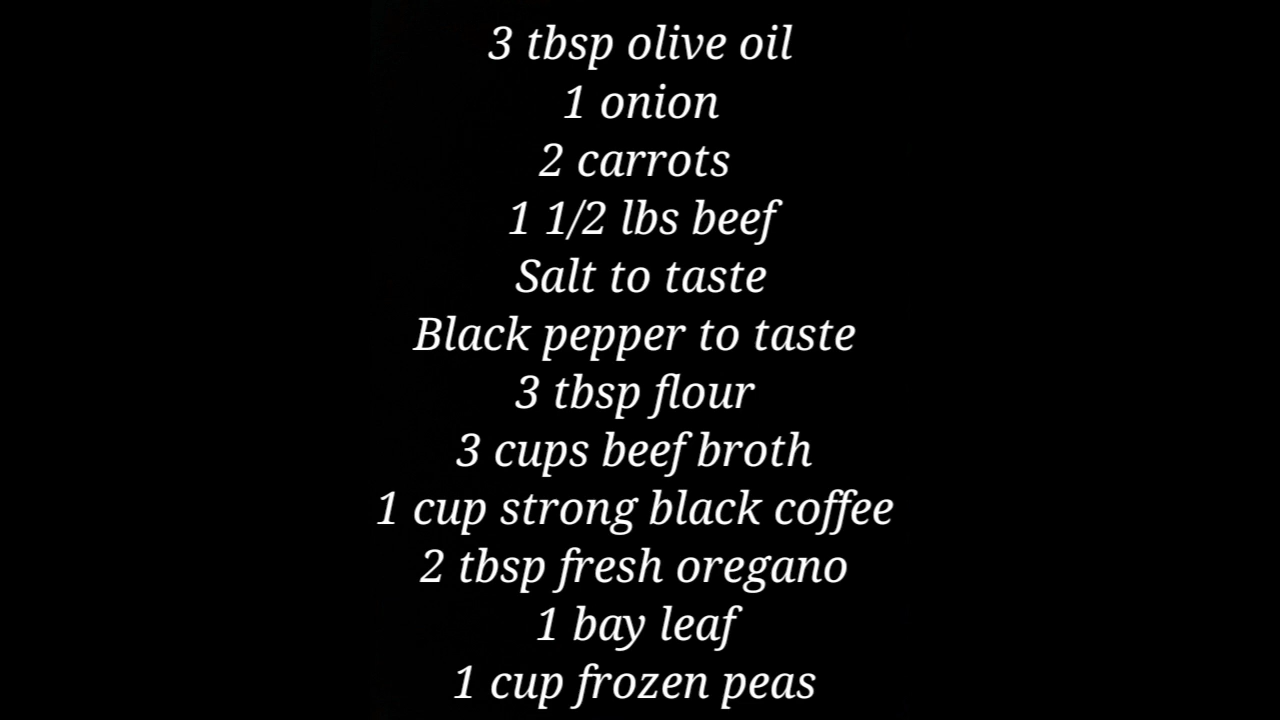 3 tbsp olive oil
1 onion
2 carrots
1 1/2 lbs beef
Salt to taste
Black pepper to taste
3 tbsp flour
3 cups beef broth
1 cup strong black coffee
2 tbsp fresh oregano
1 bay leaf
1 cup frozen peas